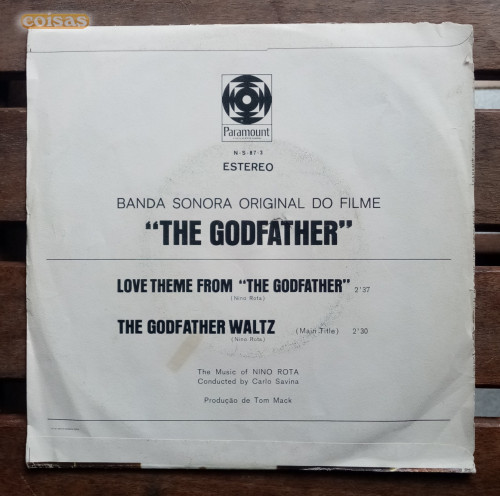 coisas
Paramount
N-S-87-3
ESTEREO
BANDA SONORA ORIGINAL DO FILME
"THE GODFATHER"
LOVE THEME FROM "THE GODFATHER" 2'37
(Nino Rota)
THE GODFATHER WALTZ (Main Title) 2'30
(Nino Rota)
The Music of NINO ROTA
Conducted by Carlo Savina
Produção de Tom Mack